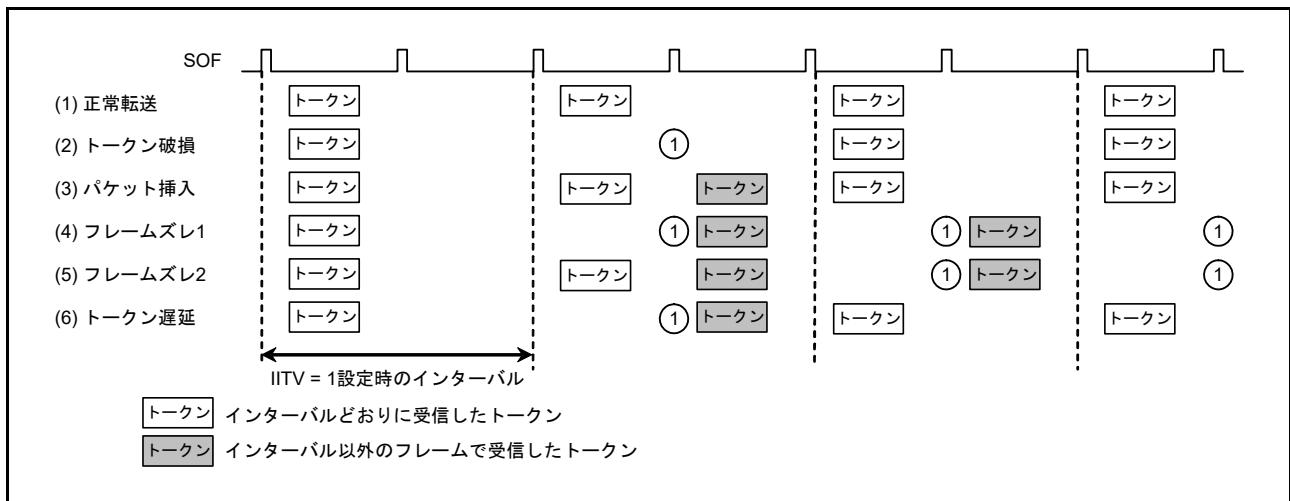 SOF
(1) 正常転送 トークン トークン トークン トークン
(2) トークン破損 トークン 1 トークン トークン
(3) パケット挿入 トークン トークン トークン トークン トークン
(4) フレームズレ1 トークン 1 トークン 1 トークン 1
(5) フレームズレ2 トークン トークン トークン 1 トークン 1
(6) トークン遅延 トークン 1 トークン トークン トークン
IITV = 1設定時のインターバル
トークン インターバルどおりに受信したトークン
トークン インターバル以外のフレームで受信したトークン